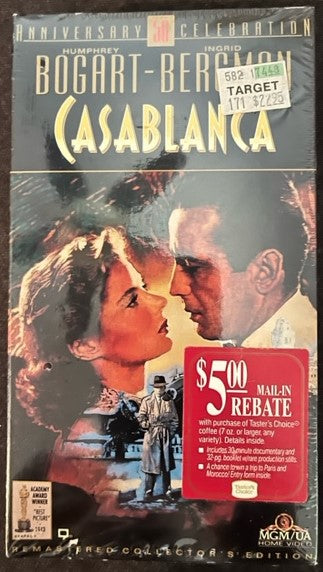 ANNIVERSARY 50 CELEBRATION
HUMPHREY INGRID
BOGART-BERGMAN
582 17449
TARGET
171 $22.95
CASABLANCA
$5.00
MAIL-IN
REBATE
with purchase of Taster's Choice®
coffee (7 oz. or larger, any
variety). Details inside.
■ Includes 30 minute documentary and
32-pg. booklet w/rare production stills.
■ A chance to win a trip to Paris and
Morocco! Entry form inside.
Taster's
Choice
ACADEMY
AWARD
WINNER
"BEST
PICTURE"
1943
©AMPAS®
MGM/UA
HOME VIDEO
REMASTERED COLLECTOR'S EDITION